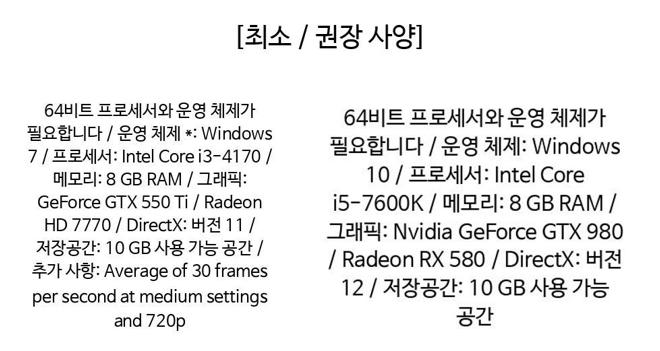 [최소 / 권장 사양]
64비트 프로세서와 운영 체제가
필요합니다 / 운영 체제 *: Windows
7 / 프로세서: Intel Core i3-4170 /
메모리: 8 GB RAM / 그래픽:
GeForce GTX 550 Ti / Radeon
HD 7770 / DirectX: 버전 11 /
저장공간: 10 GB 사용 가능 공간 /
추가 사항: Average of 30 frames
per second at medium settings
and 720p
64비트 프로세서와 운영 체제가
필요합니다 / 운영 체제: Windows
10 / 프로세서: Intel Core
i5-7600K / 메모리: 8 GB RAM /
그래픽: Nvidia GeForce GTX 980
/ Radeon RX 580 / DirectX: 버전
12 / 저장공간: 10 GB 사용 가능
공간